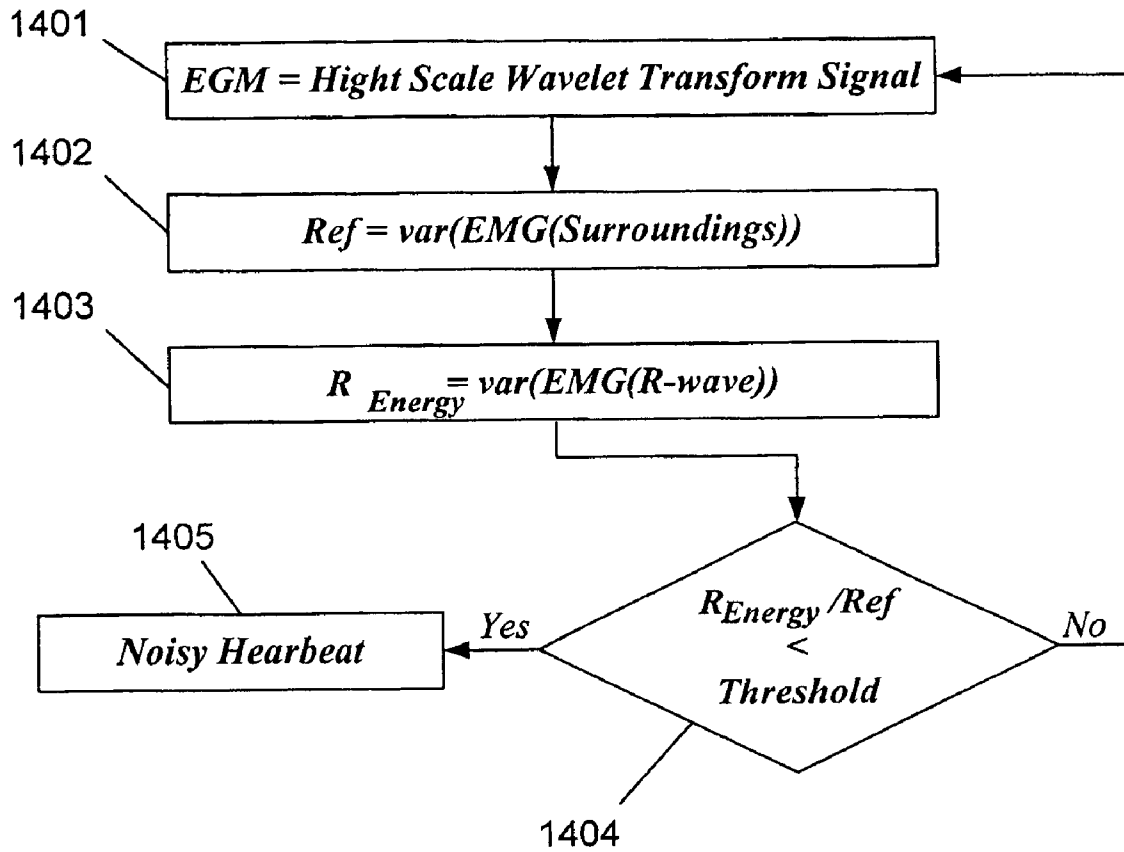 1401
EGM = Hight Scale Wavelet Transform Signal
1402
Ref = var(EMG(Surroundings))
1403
R Energy = var(EMG(R-wave))
1405
Noisy Hearbeat
Yes
R Energy /Ref
<
Threshold
No
1404